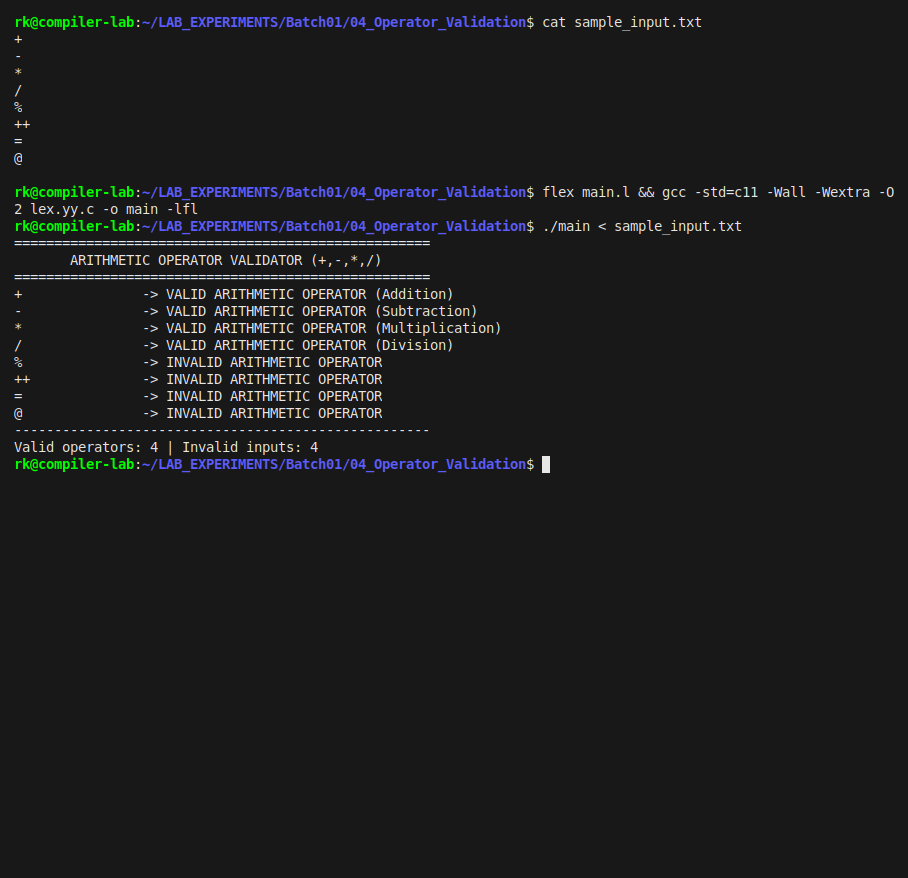 rk@compiler-lab:~/LAB_EXPERIMENTS/Batch01/04_Operator_Validation$ cat sample_input.txt
+
-
*
/
%
++
=
@
rk@compiler-lab:~/LAB_EXPERIMENTS/Batch01/04_Operator_Validation$ flex main.l && gcc -std=c11 -Wall -Wextra -O
2 lex.yy.c -o main -lfl
rk@compiler-lab:~/LAB_EXPERIMENTS/Batch01/04_Operator_Validation$ ./main < sample_input.txt
====================================================
       ARITHMETIC OPERATOR VALIDATOR (+,-,*,/)
====================================================
+               -> VALID ARITHMETIC OPERATOR (Addition)
-               -> VALID ARITHMETIC OPERATOR (Subtraction)
*               -> VALID ARITHMETIC OPERATOR (Multiplication)
/               -> VALID ARITHMETIC OPERATOR (Division)
%               -> INVALID ARITHMETIC OPERATOR
++              -> INVALID ARITHMETIC OPERATOR
=               -> INVALID ARITHMETIC OPERATOR
@               -> INVALID ARITHMETIC OPERATOR
----------------------------------------------------
Valid operators: 4 | Invalid inputs: 4
rk@compiler-lab:~/LAB_EXPERIMENTS/Batch01/04_Operator_Validation$